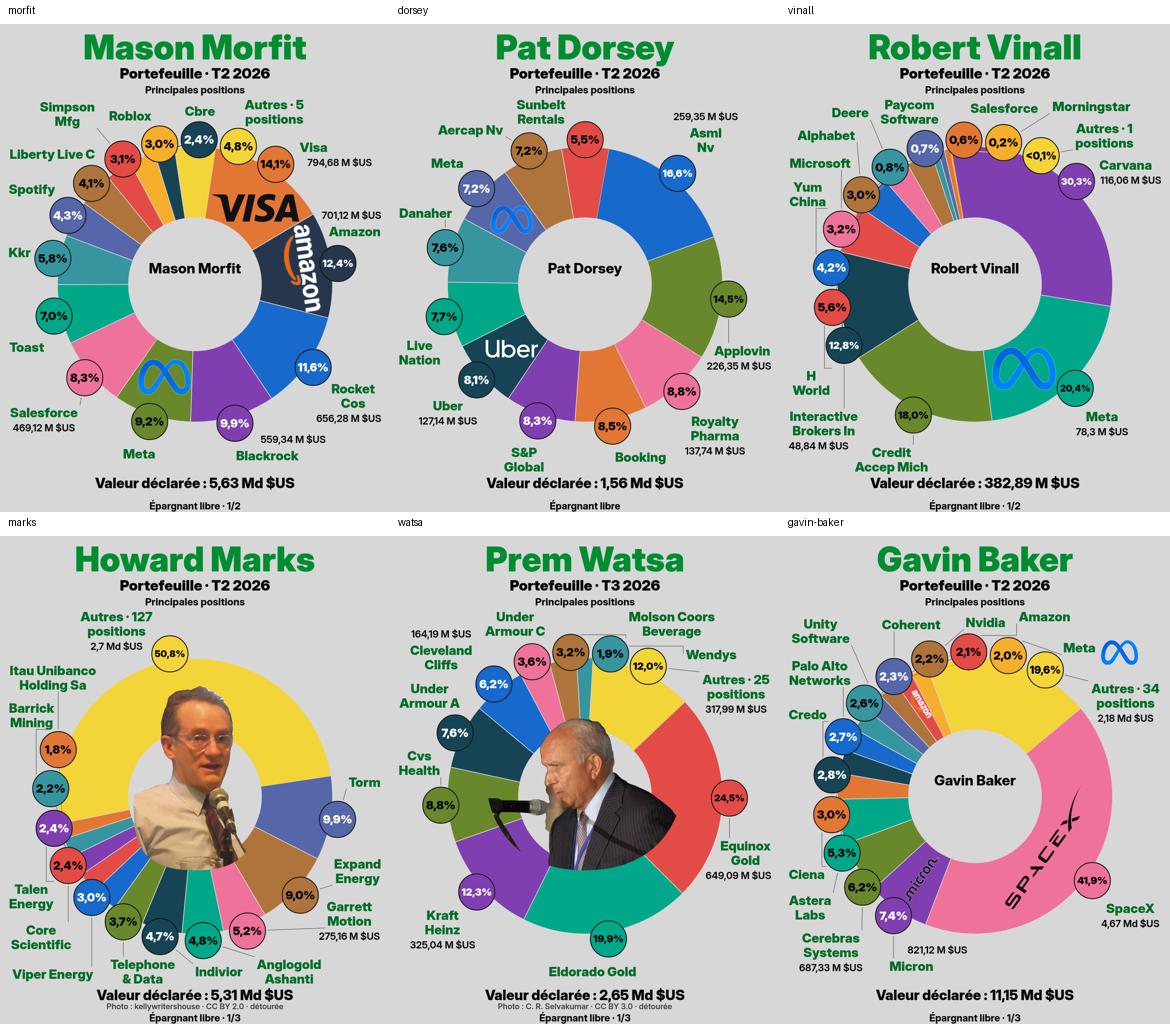 morfit
Mason Morfit
Portefeuille · T2 2026
Principales positions
Simpson
Mfg
Roblox
Cbre
Autres · 5
positions
Visa
794,68 M $US
Liberty Live C
Spotify
Kkr
Toast
Salesforce
469,12 M $US
Meta
Blackrock
559,34 M $US
Rocket
Cos
656,28 M $US
Amazon
701,12 M $US
3,1%
3,0%
2,4%
4,8%
14,1%
4,1%
4,3%
5,8%
7,0%
8,3%
9,2%
9,9%
11,6%
12,4%
VISA
amazon
Mason Morfit
Valeur déclarée : 5,63 Md $US
Épargnant libre · 1/2
dorsey
Pat Dorsey
Portefeuille · T2 2026
Principales positions
Sunbelt
Rentals
259,35 M $US
Asml
Nv
Aercap Nv
Meta
Danaher
Live
Nation
Uber
127,14 M $US
S&P
Global
Booking
Royalty
Pharma
137,74 M $US
Applovin
226,35 M $US
5,5%
7,2%
16,6%
7,2%
7,6%
7,7%
8,1%
8,3%
8,5%
8,8%
14,5%
Uber
Pat Dorsey
Valeur déclarée : 1,56 Md $US
Épargnant libre
vinall
Robert Vinall
Portefeuille · T2 2026
Principales positions
Deere
Paycom
Software
Salesforce
Morningstar
Autres · 1
positions
Carvana
116,06 M $US
Alphabet
Microsoft
Yum
China
H
World
Interactive
Brokers In
48,84 M $US
Credit
Accep Mich
Meta
78,3 M $US
0,7%
0,6%
0,2%
<0,1%
30,3%
0,8%
3,0%
3,2%
4,2%
5,6%
12,8%
18,0%
20,4%
Robert Vinall
Valeur déclarée : 382,89 M $US
Épargnant libre · 1/2
marks
Howard Marks
Portefeuille · T2 2026
Principales positions
Autres · 127
positions
2,7 Md $US
50,8%
Itau Unibanco
Holding Sa
Barrick
Mining
1,8%
2,2%
2,4%
2,4%
3,0%
3,7%
4,7%
4,8%
5,2%
9,0%
9,9%
Torm
Expand
Energy
Garrett
Motion
275,16 M $US
Anglogold
Ashanti
Indivior
Telephone
& Data
Viper Energy
Core
Scientific
Talen
Energy
Valeur déclarée : 5,31 Md $US
Photo : kellywritershouse · CC BY 2.0 · détourée
Épargnant libre · 1/3
watsa
Prem Watsa
Portefeuille · T3 2026
Principales positions
164,19 M $US
Cleveland
Cliffs
Under
Armour C
Molson Coors
Beverage
Wendys
Autres · 25
positions
317,99 M $US
Under
Armour A
Cvs
Health
Kraft
Heinz
325,04 M $US
Eldorado Gold
Equinox
Gold
649,09 M $US
6,2%
3,6%
3,2%
1,9%
12,0%
7,6%
8,8%
12,3%
19,9%
24,5%
Valeur déclarée : 2,65 Md $US
Photo : C. R. Selvakumar · CC BY 3.0 · détourée
Épargnant libre · 1/3
gavin-baker
Gavin Baker
Portefeuille · T2 2026
Principales positions
Unity
Software
Coherent
Nvidia
Amazon
Meta
Autres · 34
positions
2,18 Md $US
Palo Alto
Networks
Credo
Ciena
Astera
Labs
Cerebras
Systems
687,33 M $US
Micron
821,12 M $US
SpaceX
4,67 Md $US
2,3%
2,2%
2,1%
2,0%
19,6%
2,6%
2,7%
2,8%
3,0%
5,3%
6,2%
7,4%
41,9%
amazon
micron
SPACEX
Gavin Baker
Valeur déclarée : 11,15 Md $US
Épargnant libre · 1/3